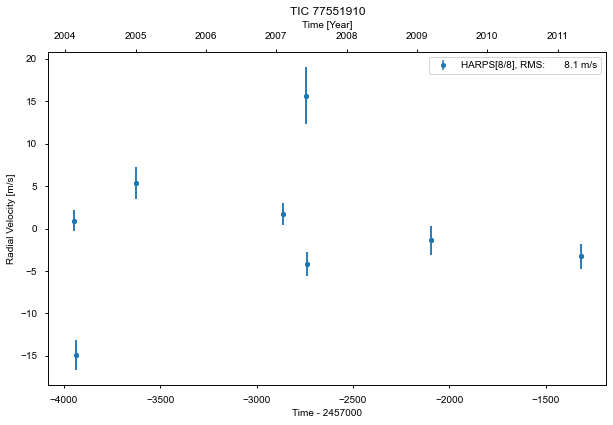 TIC 77551910
Time [Year]
2004 2005 2006 2007 2008 2009 2010 2011
HARPS[8/8], RMS: 8.1 m/s
Radial Velocity [m/s]
20
15
10
5
0
−5
−10
−15
−4000 −3500 −3000 −2500 −2000 −1500
Time - 2457000